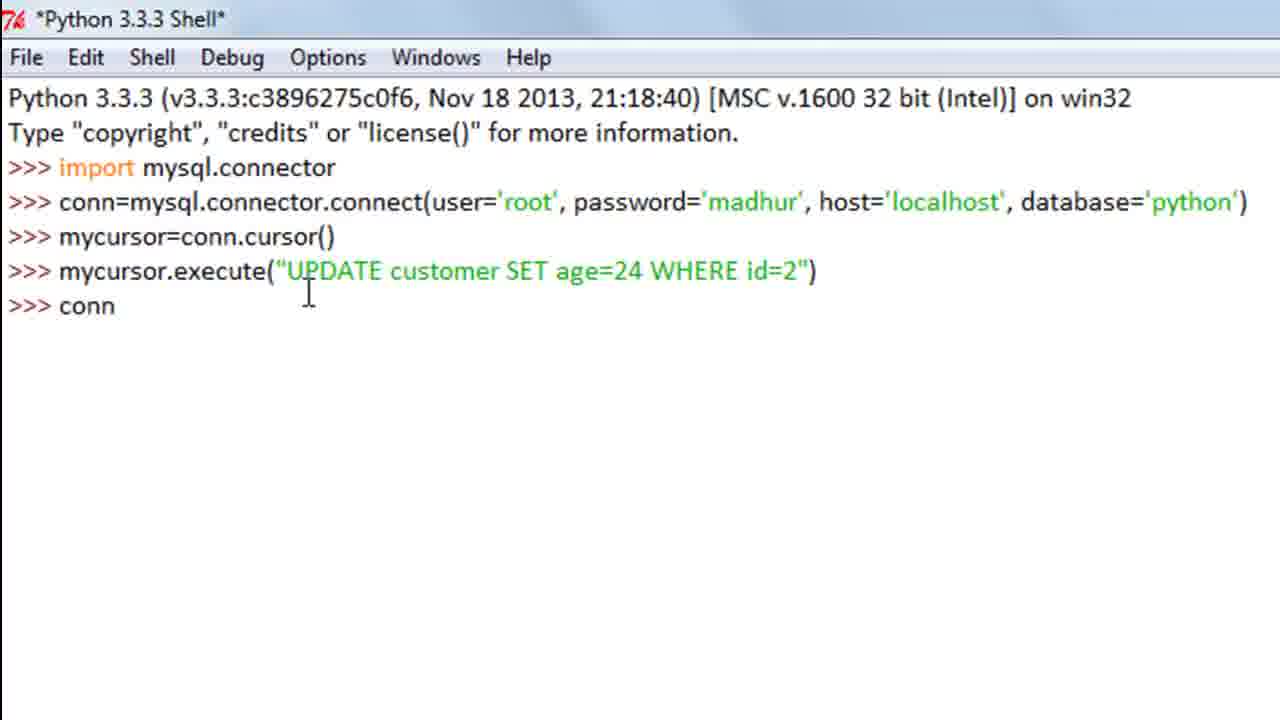 *Python 3.3.3 Shell*
File Edit Shell Debug Options Windows Help
Python 3.3.3 (v3.3.3:c3896275c0f6, Nov 18 2013, 21:18:40) [MSC v.1600 32 bit (Intel)] on win32
Type "copyright", "credits" or "license()" for more information.
>>> import mysql.connector
>>> conn=mysql.connector.connect(user='root', password='madhur', host='localhost', database='python')
>>> mycursor=conn.cursor()
>>> mycursor.execute("UPDATE customer SET age=24 WHERE id=2")
>>> conn